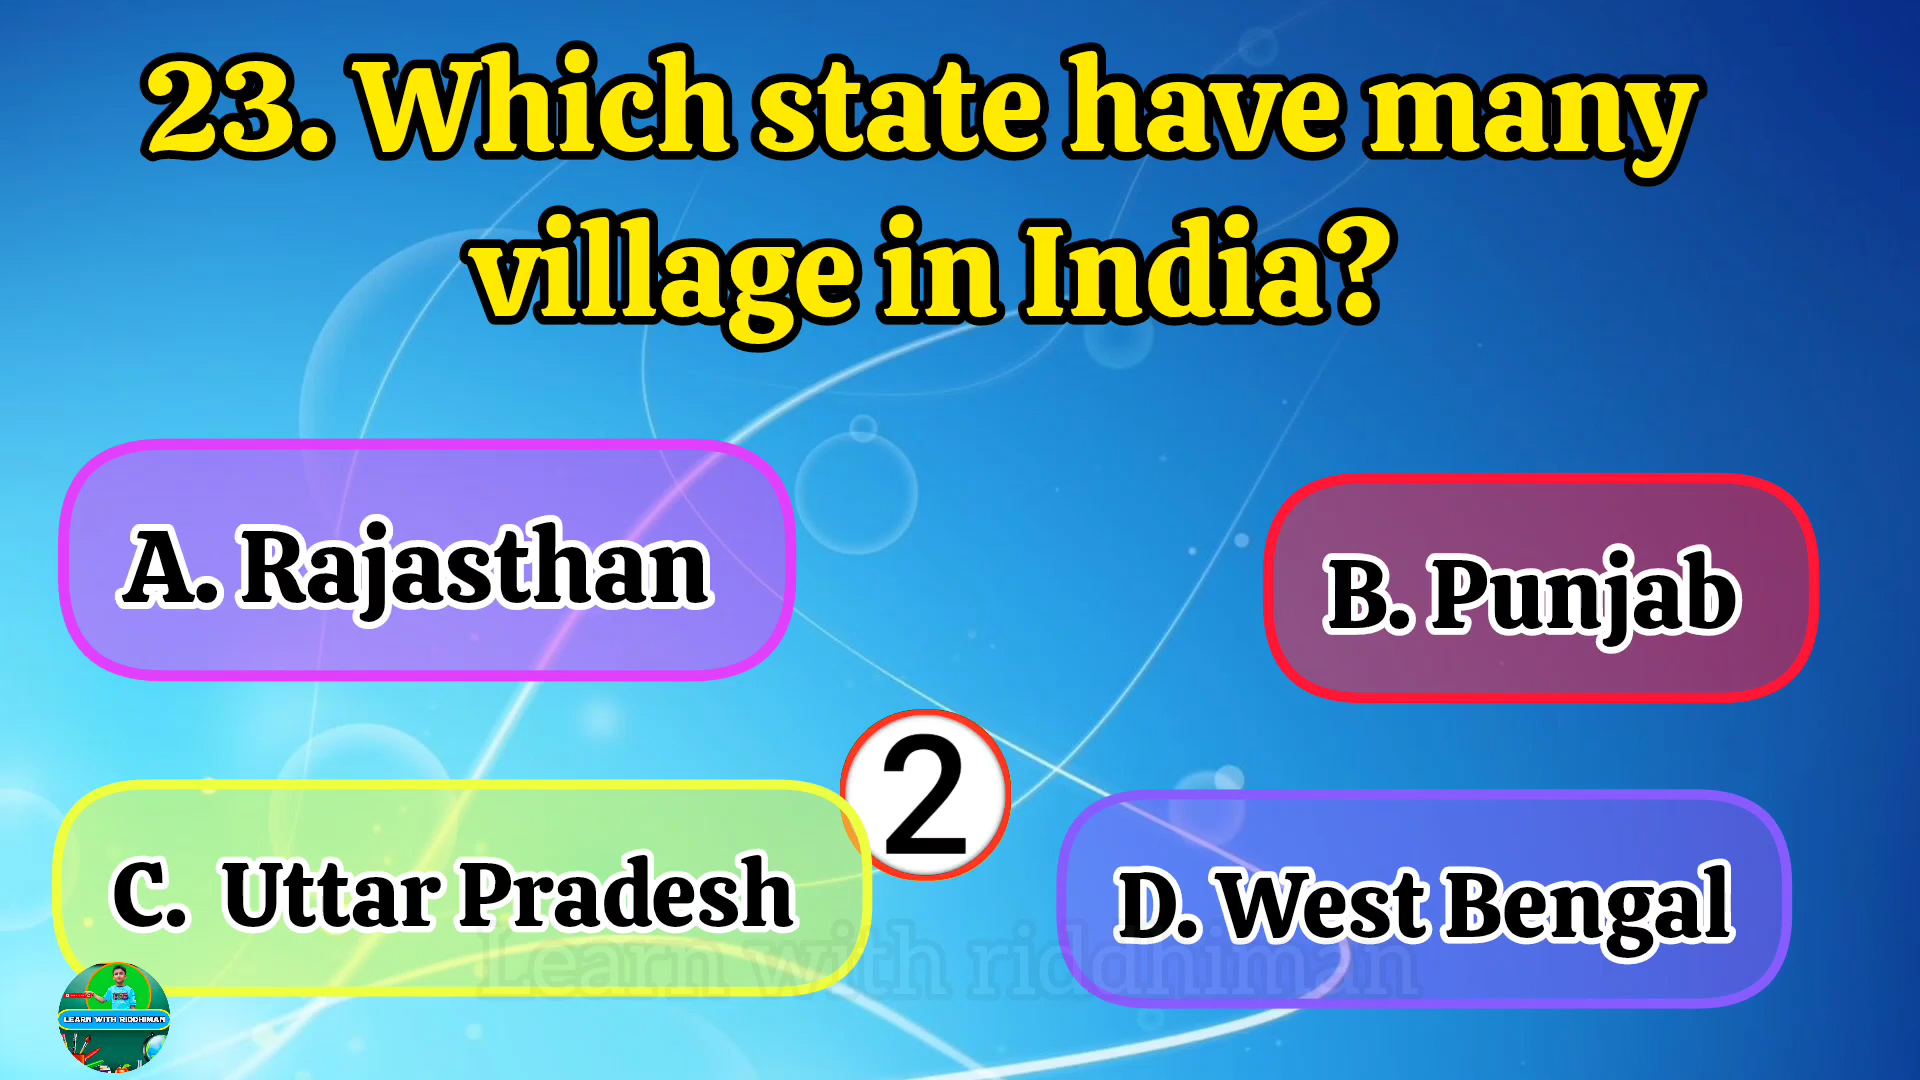 23. Which state have many
village in India?
A. Rajasthan
B. Punjab
2
C. Uttar Pradesh
D. West Bengal
Learn with riddhiman
LEARN WITH RIDDHIMAN